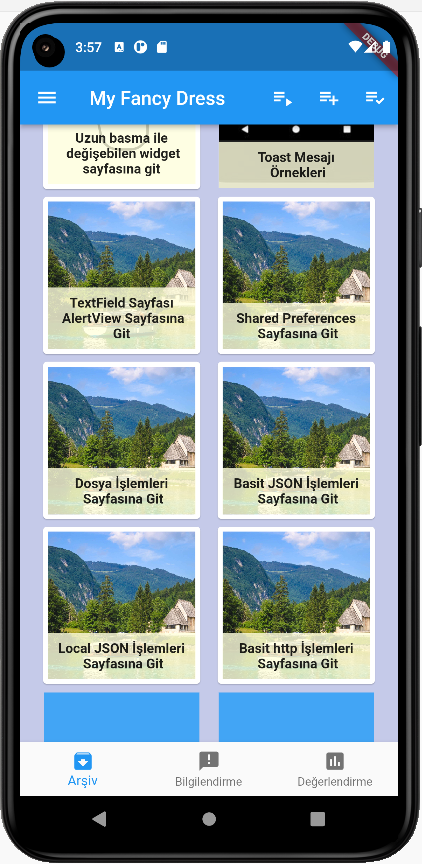 3:57
DEBUG
My Fancy Dress
Uzun basma ile
değişebilen widget
sayfasına git
Toast Mesajı
Örnekleri
TextField Sayfası
AlertView Sayfasına
Git
Shared Preferences
Sayfasına Git
Dosya İşlemleri
Sayfasına Git
Basit JSON İşlemleri
Sayfasına Git
Local JSON İşlemleri
Sayfasına Git
Basit http İşlemleri
Sayfasına Git
Arşiv
Bilgilendirme
Değerlendirme